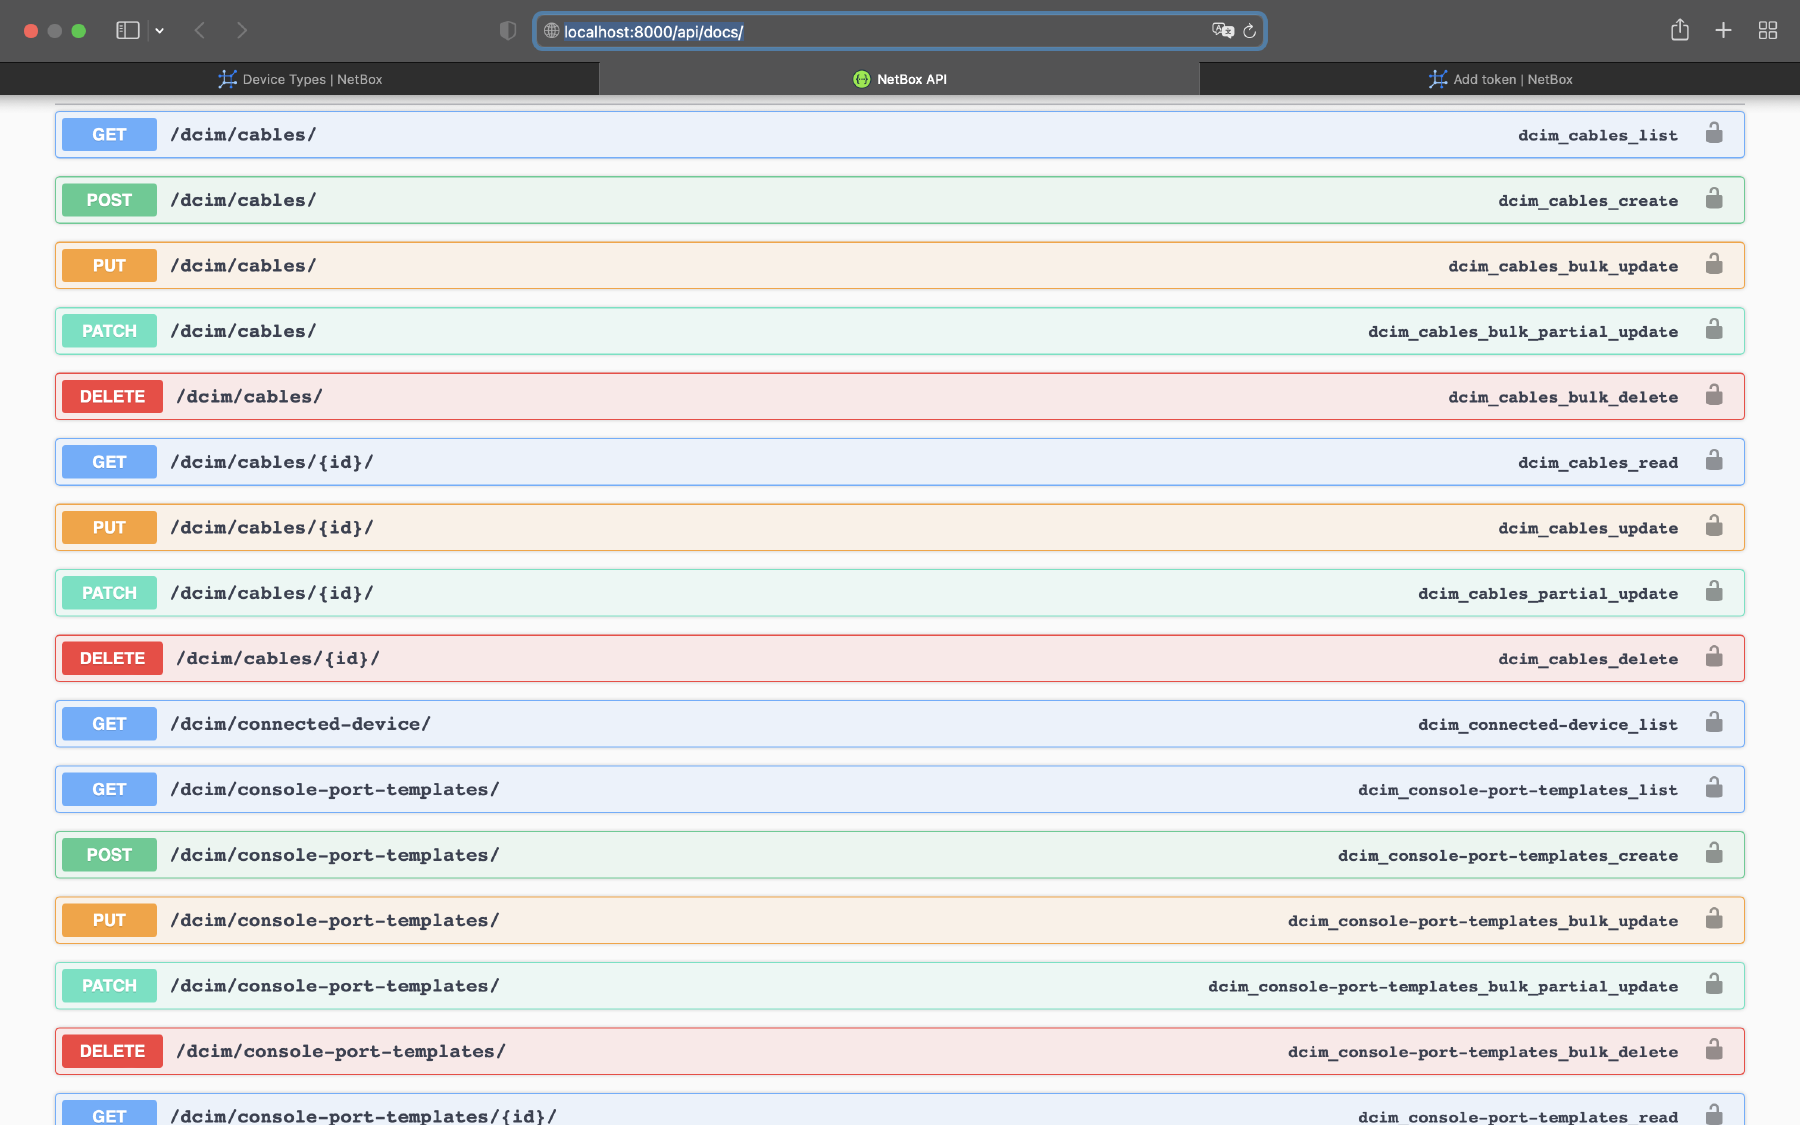 localhost:8000/api/docs/
Device Types | NetBox
NetBox API
Add token | NetBox
GET /dcim/cables/ dcim_cables_list
POST /dcim/cables/ dcim_cables_create
PUT /dcim/cables/ dcim_cables_bulk_update
PATCH /dcim/cables/ dcim_cables_bulk_partial_update
DELETE /dcim/cables/ dcim_cables_bulk_delete
GET /dcim/cables/{id}/ dcim_cables_read
PUT /dcim/cables/{id}/ dcim_cables_update
PATCH /dcim/cables/{id}/ dcim_cables_partial_update
DELETE /dcim/cables/{id}/ dcim_cables_delete
GET /dcim/connected-device/ dcim_connected-device_list
GET /dcim/console-port-templates/ dcim_console-port-templates_list
POST /dcim/console-port-templates/ dcim_console-port-templates_create
PUT /dcim/console-port-templates/ dcim_console-port-templates_bulk_update
PATCH /dcim/console-port-templates/ dcim_console-port-templates_bulk_partial_update
DELETE /dcim/console-port-templates/ dcim_console-port-templates_bulk_delete
GET /dcim/console-port-templates/{id}/ dcim_console-port-templates_read